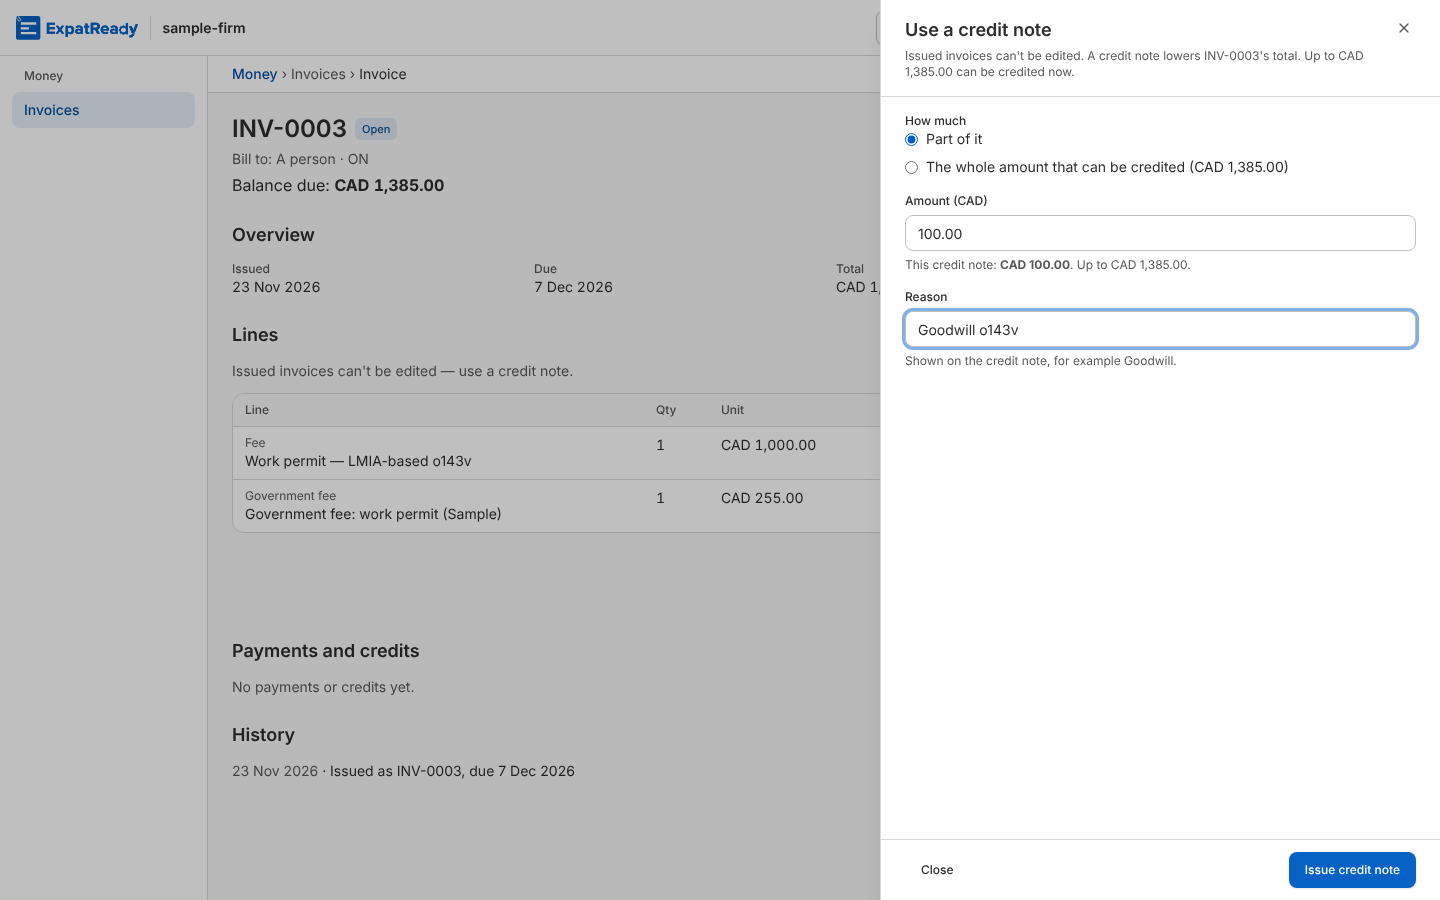 ExpatReady
sample-firm
Money
Invoices
Money › Invoices › Invoice
INV-0003 Open
Bill to: A person · ON
Balance due: CAD 1,385.00
Overview
Issued Due Total
23 Nov 2026 7 Dec 2026 CAD 1,
Lines
Issued invoices can't be edited — use a credit note.
Line Qty Unit
Fee
Work permit — LMIA-based o143v 1 CAD 1,000.00
Government fee
Government fee: work permit (Sample) 1 CAD 255.00
Payments and credits
No payments or credits yet.
History
23 Nov 2026 · Issued as INV-0003, due 7 Dec 2026
Use a credit note
Issued invoices can't be edited. A credit note lowers INV-0003's total. Up to CAD
1,385.00 can be credited now.
How much
Part of it
The whole amount that can be credited (CAD 1,385.00)
Amount (CAD)
100.00
This credit note: CAD 100.00. Up to CAD 1,385.00.
Reason
Goodwill o143v
Shown on the credit note, for example Goodwill.
Close
Issue credit note